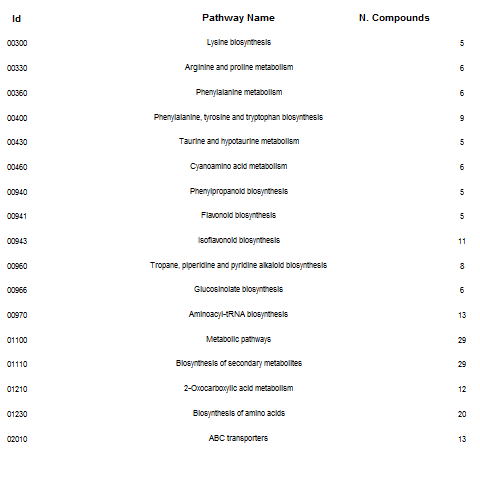 Id Pathway Name N. Compounds
00300 Lysine biosynthesis 5
00330 Arginine and proline metabolism 6
00360 Phenylalanine metabolism 6
00400 Phenylalanine, tyrosine and tryptophan biosynthesis 9
00430 Taurine and hypotaurine metabolism 5
00460 Cyanoamino acid metabolism 6
00940 Phenylpropanoid biosynthesis 5
00941 Flavonoid biosynthesis 5
00943 Isoflavonoid biosynthesis 11
00960 Tropane, piperidine and pyridine alkaloid biosynthesis 8
00966 Glucosinolate biosynthesis 6
00970 Aminoacyl-tRNA biosynthesis 13
01100 Metabolic pathways 29
01110 Biosynthesis of secondary metabolites 29
01210 2-Oxocarboxylic acid metabolism 12
01230 Biosynthesis of amino acids 20
02010 ABC transporters 13